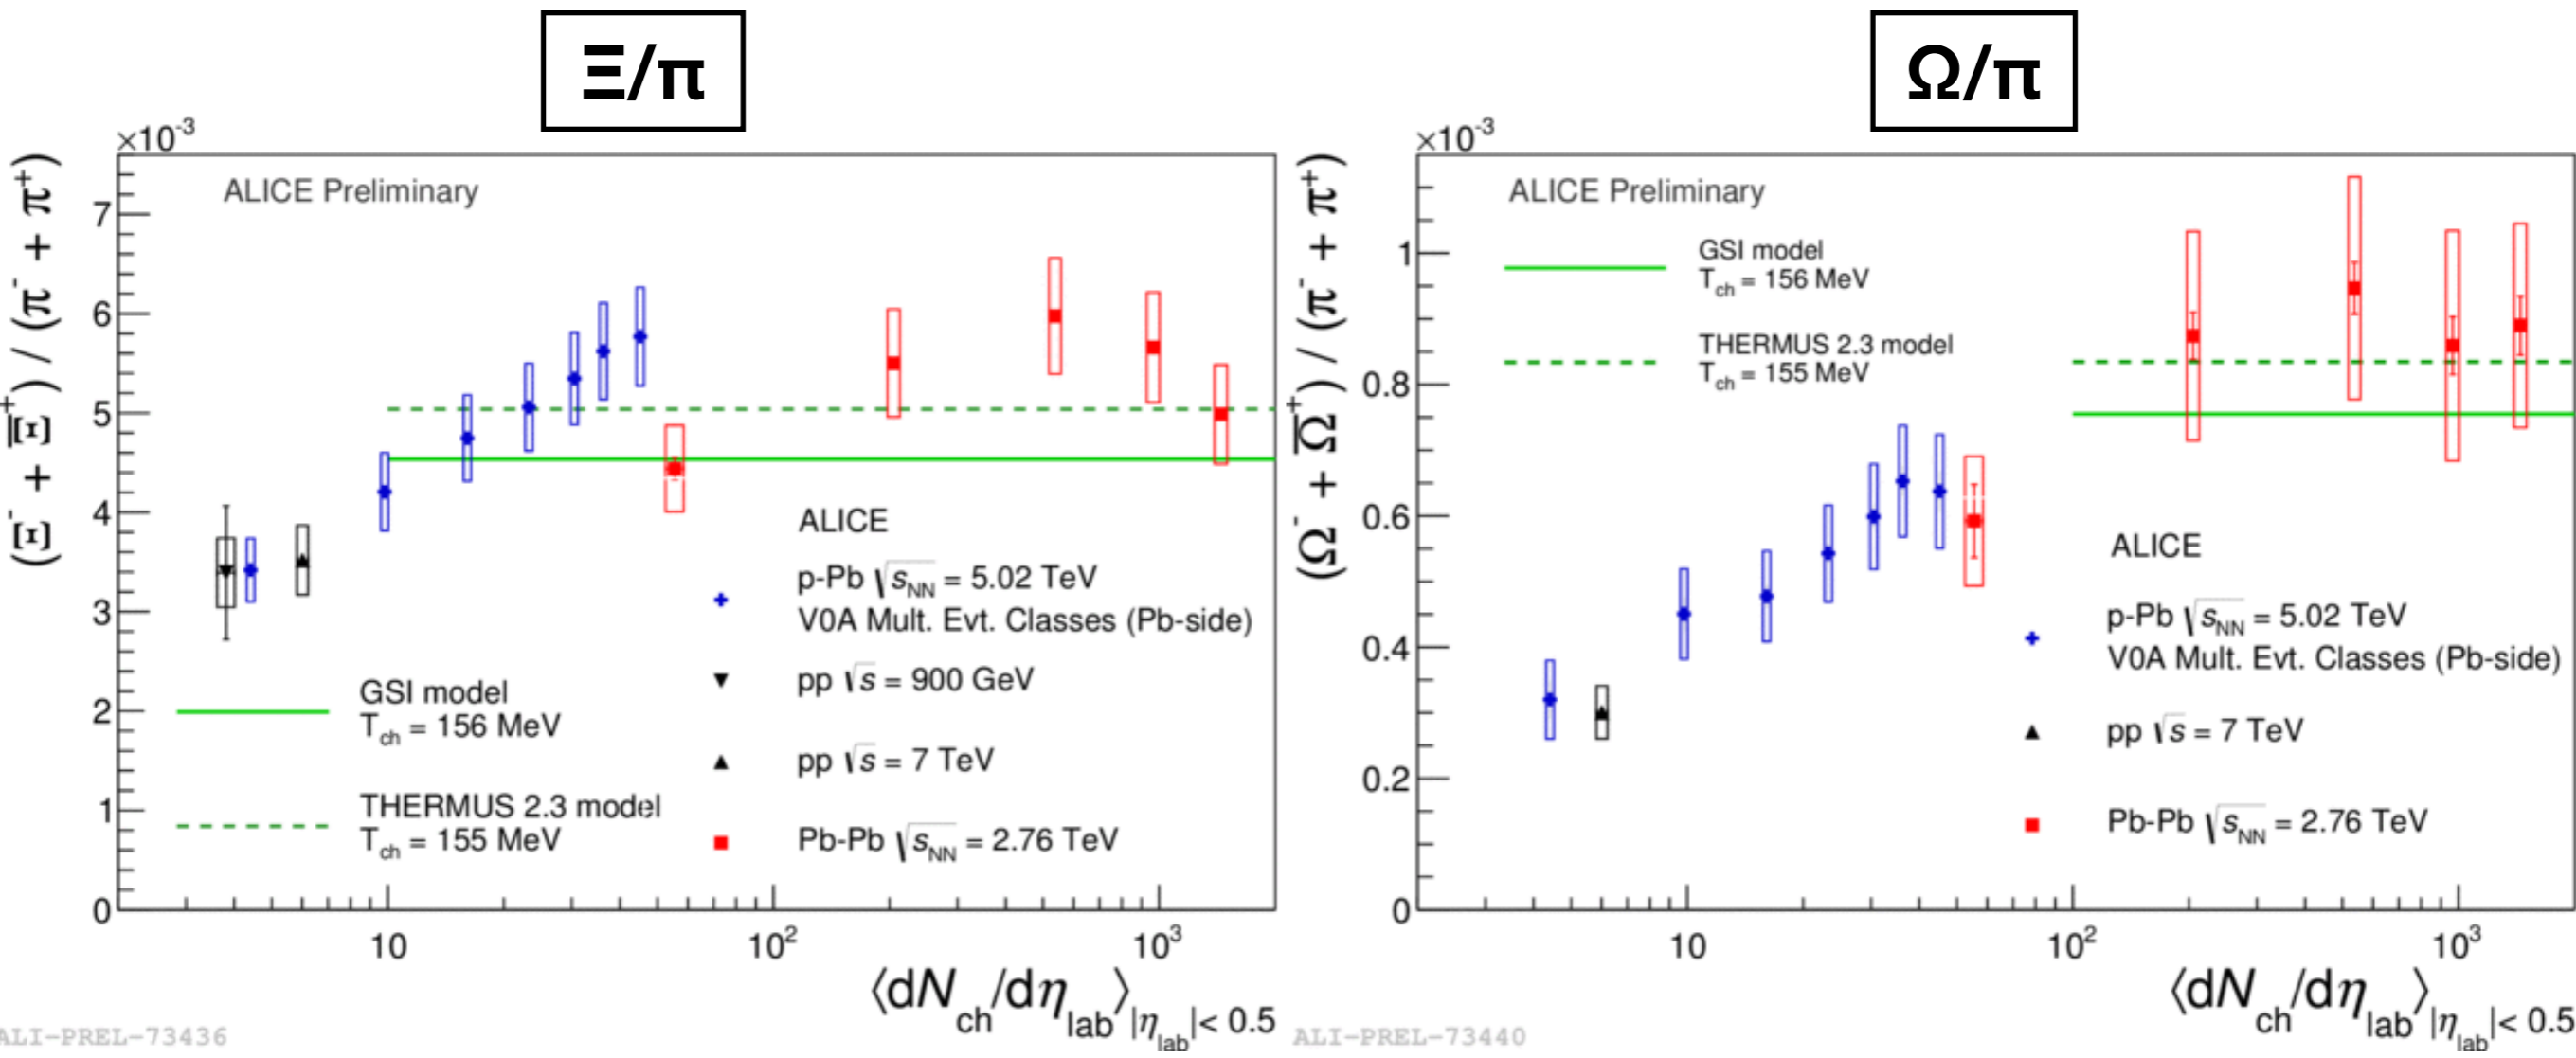 Ξ/π
×10⁻³
(Ξ⁻ + Ξ̅⁺) / (π⁻ + π⁺)
ALICE Preliminary
7
6
5
4
3
2
1
0
ALICE
p-Pb √sNN = 5.02 TeV
V0A Mult. Evt. Classes (Pb-side)
pp √s = 900 GeV
pp √s = 7 TeV
Pb-Pb √sNN = 2.76 TeV
GSI model
Tch = 156 MeV
THERMUS 2.3 model
Tch = 155 MeV
10
10²
10³
⟨dNch/dηlab⟩|ηlab|< 0.5
ALI-PREL-73436
Ω/π
×10⁻³
(Ω⁻ + Ω̅⁺) / (π⁻ + π⁺)
ALICE Preliminary
GSI model
Tch = 156 MeV
THERMUS 2.3 model
Tch = 155 MeV
1
0.8
0.6
0.4
0.2
0
ALICE
p-Pb √sNN = 5.02 TeV
V0A Mult. Evt. Classes (Pb-side)
pp √s = 7 TeV
Pb-Pb √sNN = 2.76 TeV
10
10²
10³
⟨dNch/dηlab⟩|ηlab|< 0.5
ALI-PREL-73440